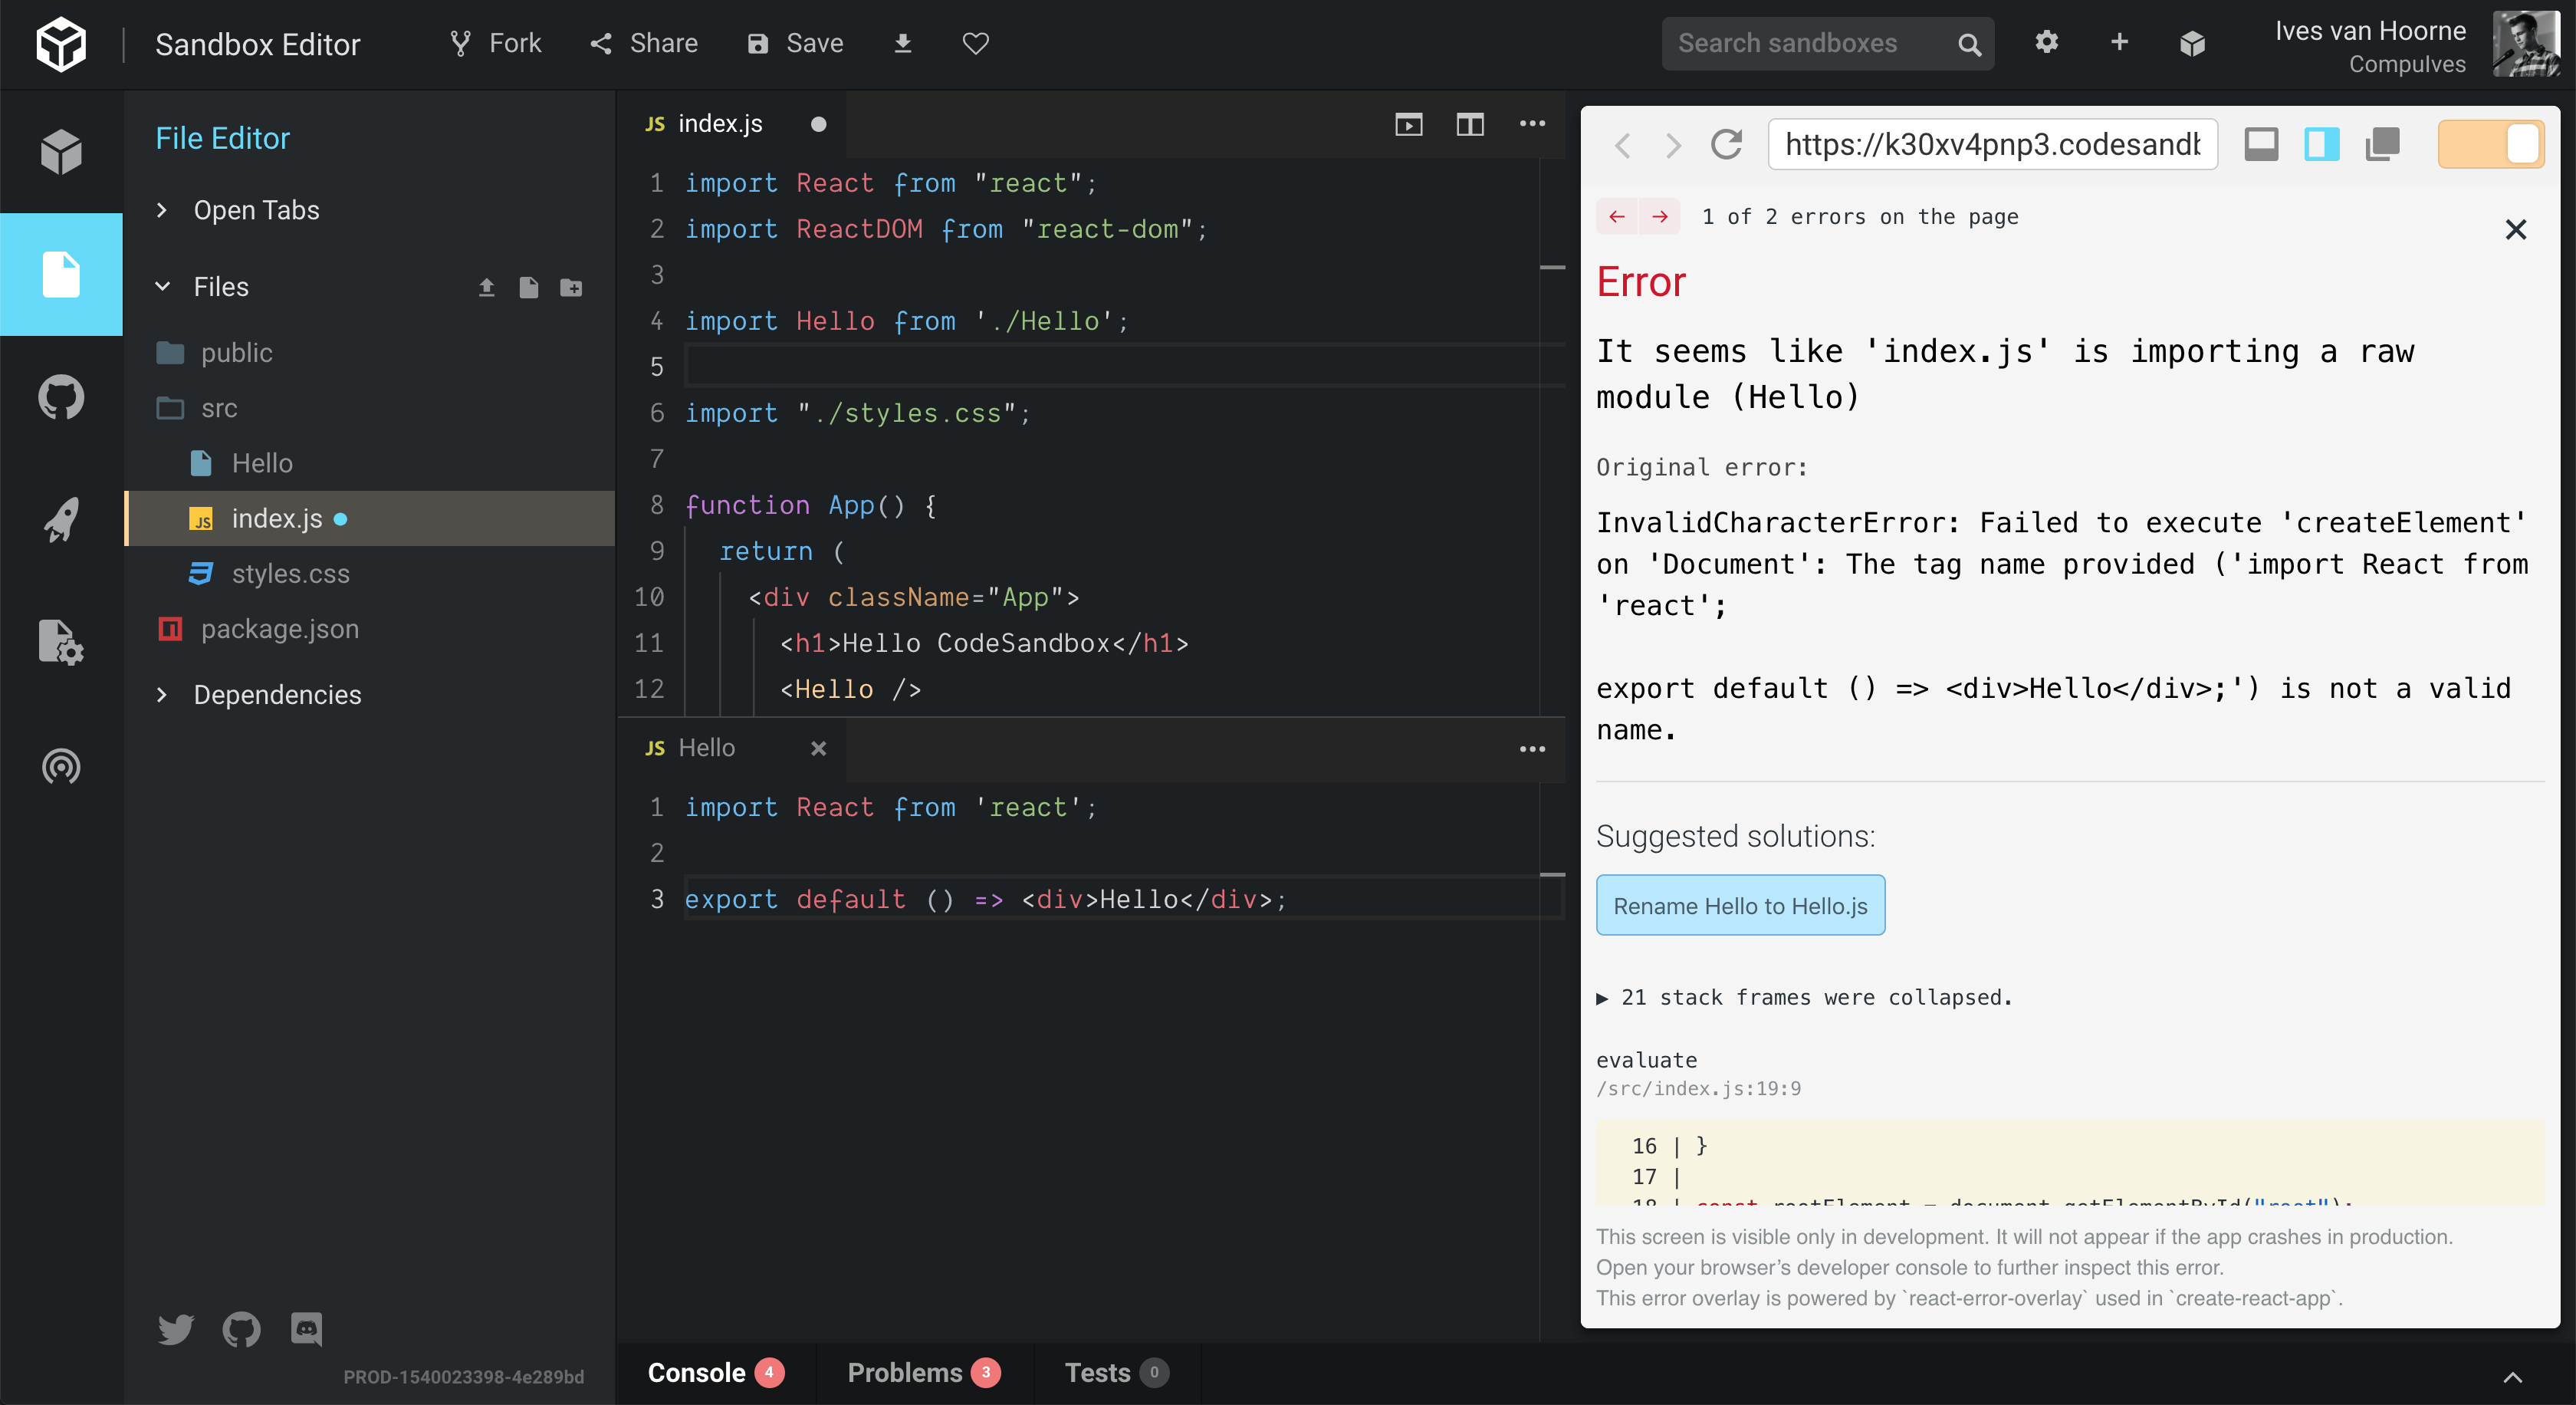 Sandbox Editor
Fork
Share
Save
Search sandboxes
Ives van Hoorne
Compulves
File Editor
Open Tabs
Files
public
src
Hello
JS index.js
styles.css
package.json
Dependencies
PROD-1540023398-4e289bd
JS index.js
1 import React from "react";
2 import ReactDOM from "react-dom";
3
4 import Hello from './Hello';
5
6 import "./styles.css";
7
8 function App() {
9 return (
10 <div className="App">
11 <h1>Hello CodeSandbox</h1>
12 <Hello />
JS Hello
1 import React from 'react';
2
3 export default () => <div>Hello</div>;
Console 4
Problems 3
Tests 0
https://k30xv4pnp3.codesandb
1 of 2 errors on the page
Error
It seems like 'index.js' is importing a raw
module (Hello)
Original error:
InvalidCharacterError: Failed to execute 'createElement'
on 'Document': The tag name provided ('import React from
'react';
export default () => <div>Hello</div>;') is not a valid
name.
Suggested solutions:
Rename Hello to Hello.js
▶ 21 stack frames were collapsed.
evaluate
/src/index.js:19:9
16 | }
17 |
18 | const rootElement = document.getElementById("root");
This screen is visible only in development. It will not appear if the app crashes in production.
Open your browser’s developer console to further inspect this error.
This error overlay is powered by `react-error-overlay` used in `create-react-app`.